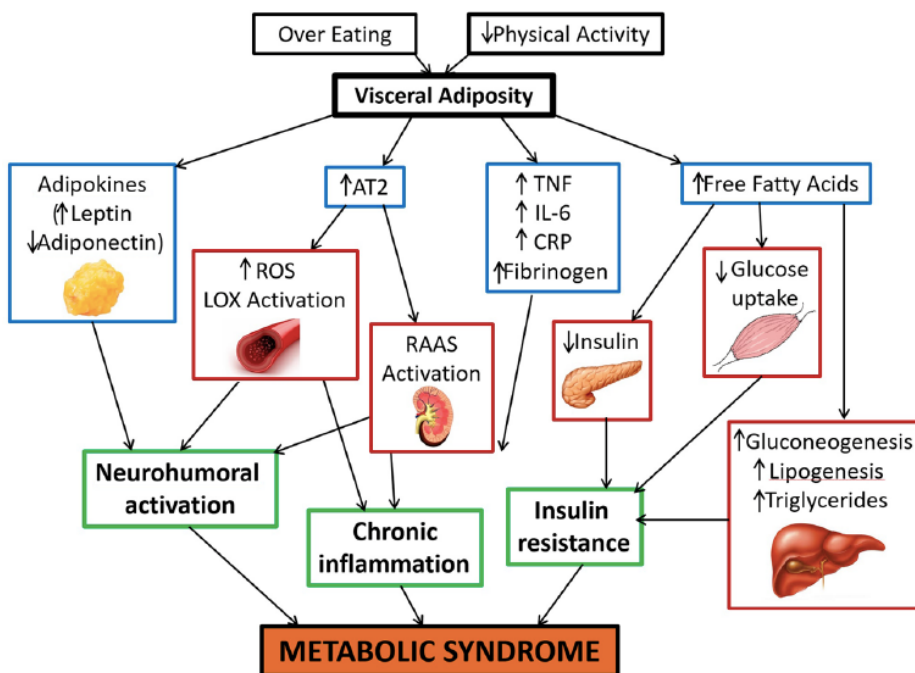 Over Eating
↓Physical Activity
Visceral Adiposity
Adipokines
(↑Leptin
↓Adiponectin)
↑AT2
↑ TNF
↑ IL-6
↑ CRP
↑Fibrinogen
↑Free Fatty Acids
↑ ROS
LOX Activation
RAAS
Activation
↓Insulin
↓ Glucose
uptake
↑Gluconeogenesis
↑ Lipogenesis
↑Triglycerides
Neurohumoral
activation
Chronic
inflammation
Insulin
resistance
METABOLIC SYNDROME